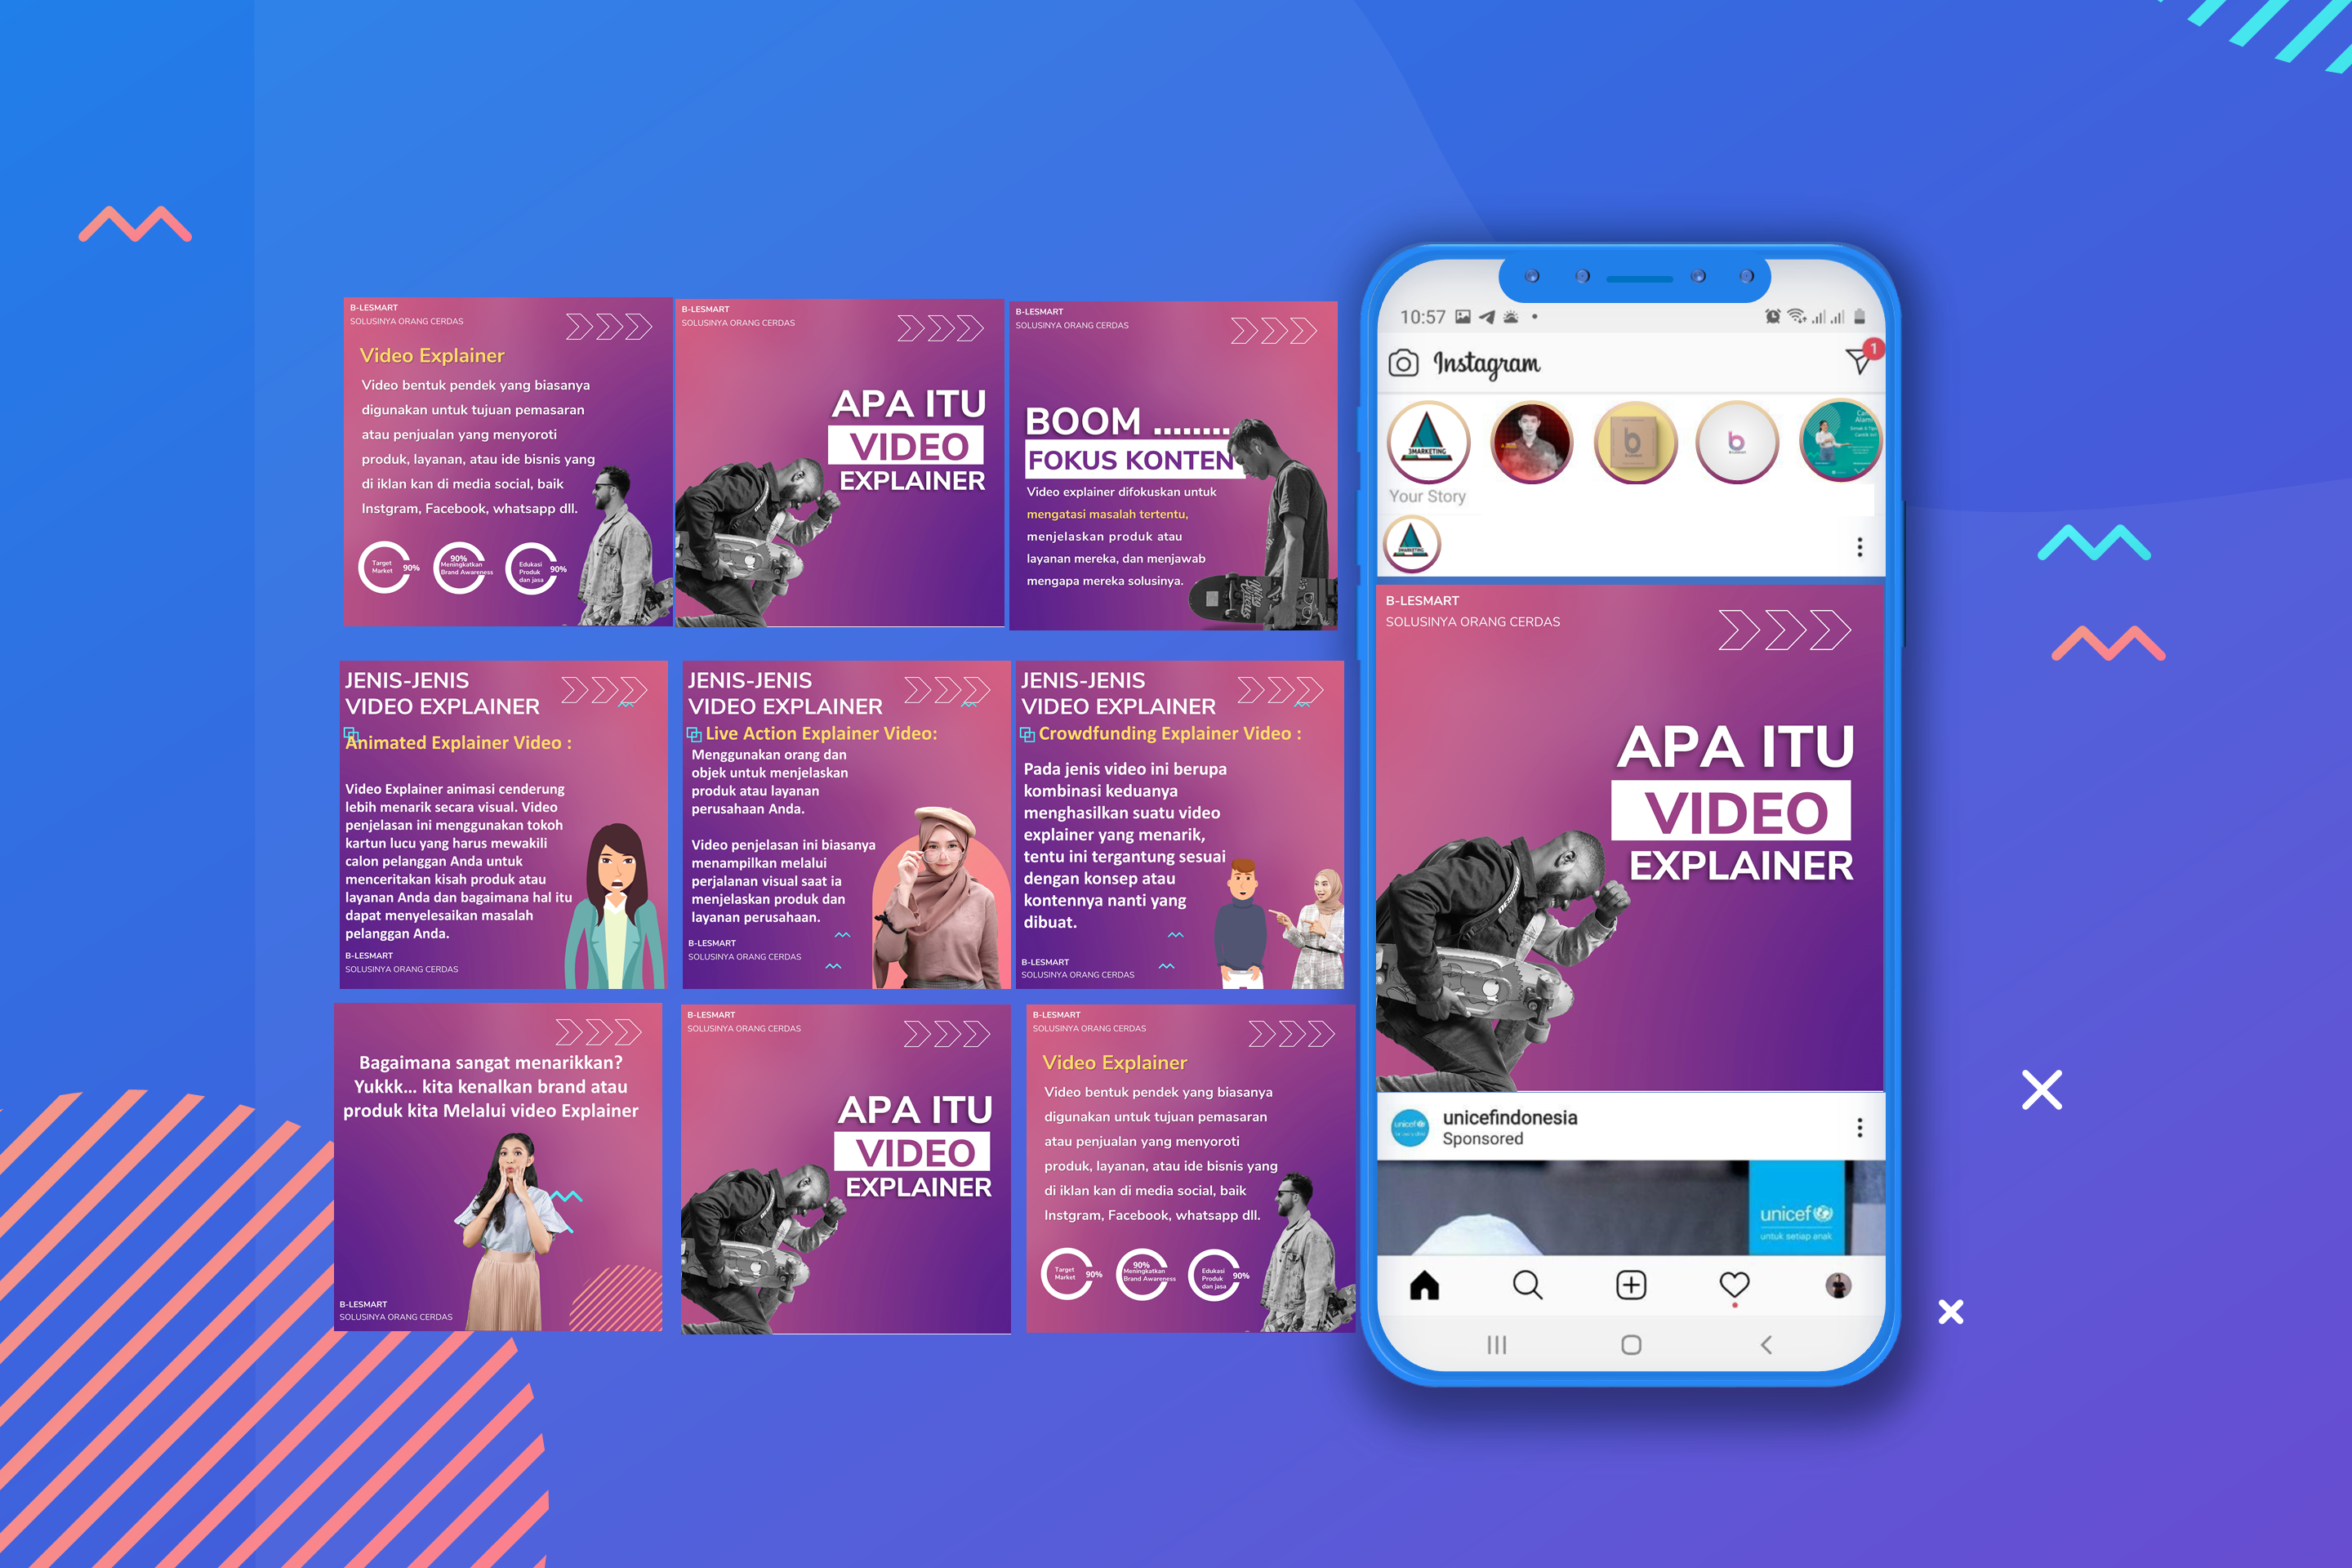 B-LESMART
SOLUSINYA ORANG CERDAS
Video Explainer
Video bentuk pendek yang biasanya
digunakan untuk tujuan pemasaran
atau penjualan yang menyoroti
produk, layanan, atau ide bisnis yang
di iklan kan di media social, baik
Instgram, Facebook, whatsapp dll.
Target
Market
90%
90%
Meningkatkan
Brand Awareness
Edukasi
Produk
dan jasa
90%
B-LESMART
SOLUSINYA ORANG CERDAS
APA ITU
VIDEO
EXPLAINER
B-LESMART
SOLUSINYA ORANG CERDAS
BOOM ........
FOKUS KONTEN
Video explainer difokuskan untuk
mengatasi masalah tertentu,
menjelaskan produk atau
layanan mereka, dan menjawab
mengapa mereka solusinya.
JENIS-JENIS
VIDEO EXPLAINER
Animated Explainer Video :
Video Explainer animasi cenderung
lebih menarik secara visual. Video
penjelasan ini menggunakan tokoh
kartun lucu yang harus mewakili
calon pelanggan Anda untuk
menceritakan kisah produk atau
layanan Anda dan bagaimana hal itu
dapat menyelesaikan masalah
pelanggan Anda.
B-LESMART
SOLUSINYA ORANG CERDAS
JENIS-JENIS
VIDEO EXPLAINER
Live Action Explainer Video:
Menggunakan orang dan
objek untuk menjelaskan
produk atau layanan
perusahaan Anda.
Video penjelasan ini biasanya
menampilkan melalui
perjalanan visual saat ia
menjelaskan produk dan
layanan perusahaan.
B-LESMART
SOLUSINYA ORANG CERDAS
JENIS-JENIS
VIDEO EXPLAINER
Crowdfunding Explainer Video :
Pada jenis video ini berupa
kombinasi keduanya
menghasilkan suatu video
explainer yang menarik,
tentu ini tergantung sesuai
dengan konsep atau
kontennya nanti yang
dibuat.
B-LESMART
SOLUSINYA ORANG CERDAS
Bagaimana sangat menarikkan?
Yukkk... kita kenalkan brand atau
produk kita Melalui video Explainer
B-LESMART
SOLUSINYA ORANG CERDAS
B-LESMART
SOLUSINYA ORANG CERDAS
APA ITU
VIDEO
EXPLAINER
B-LESMART
SOLUSINYA ORANG CERDAS
Video Explainer
Video bentuk pendek yang biasanya
digunakan untuk tujuan pemasaran
atau penjualan yang menyoroti
produk, layanan, atau ide bisnis yang
di iklan kan di media social, baik
Instgram, Facebook, whatsapp dll.
Target
Market
90%
90%
Meningkatkan
Brand Awareness
Edukasi
Produk
dan jasa
90%
10:57
Instagram
1
3MARKETING
b
b
Your Story
3MARKETING
B-LESMART
SOLUSINYA ORANG CERDAS
APA ITU
VIDEO
EXPLAINER
unicef
unicefindonesia
Sponsored
unicef
untuk setiap anak